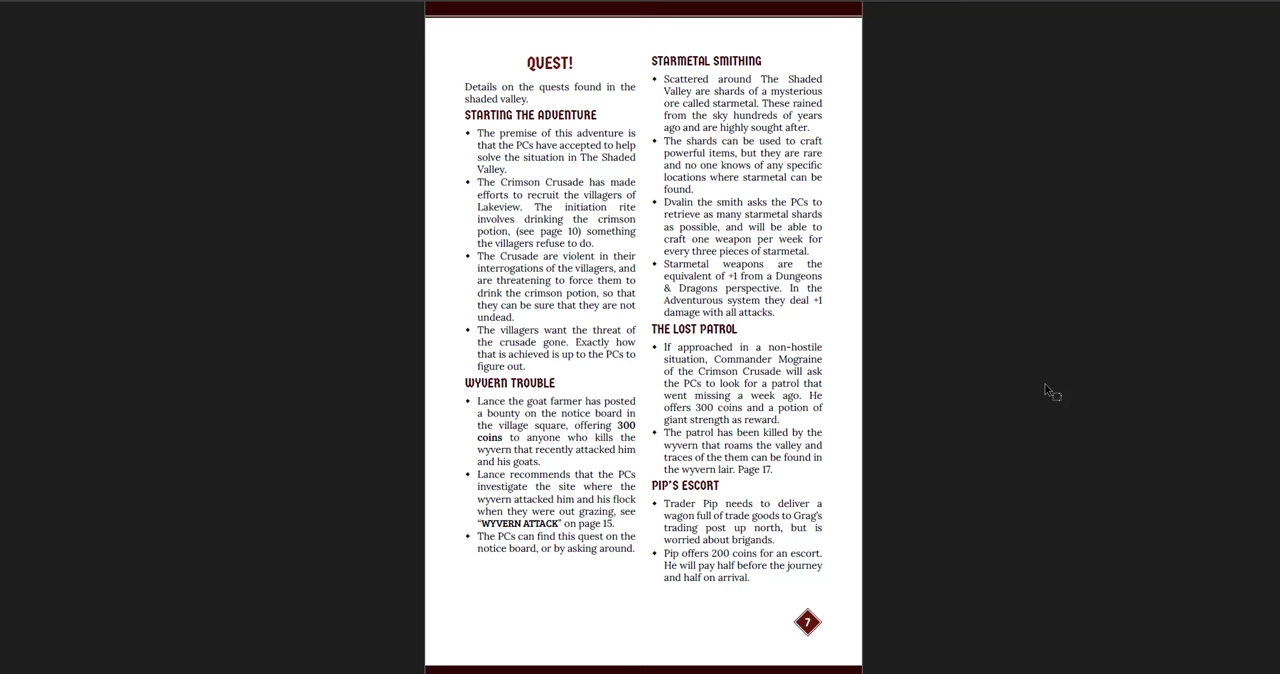 QUEST!
Details on the quests found in the
shaded valley.
STARTING THE ADVENTURE
The premise of this adventure is
that the PCs have accepted to help
solve the situation in The Shaded
Valley.
The Crimson Crusade has made
efforts to recruit the villagers of
Lakeview. The initiation rite
involves drinking the crimson
potion, (see page 10) something
the villagers refuse to do.
The Crusade are violent in their
interrogations of the villagers, and
are threatening to force them to
drink the crimson potion, so that
they can be sure that they are not
undead.
The villagers want the threat of
the crusade gone. Exactly how
that is achieved is up to the PCs to
figure out.
WYVERN TROUBLE
Lance the goat farmer has posted
a bounty on the notice board in
the village square, offering 300
coins to anyone who kills the
wyvern that recently attacked him
and his goats.
Lance recommends that the PCs
investigate the site where the
wyvern attacked him and his flock
when they were out grazing, see
“WYVERN ATTACK” on page 15.
The PCs can find this quest on the
notice board, or by asking around.
STARMETAL SMITHING
Scattered around The Shaded
Valley are shards of a mysterious
ore called starmetal. These rained
from the sky hundreds of years
ago and are highly sought after.
The shards can be used to craft
powerful items, but they are rare
and no one knows of any specific
locations where starmetal can be
found.
Dvalin the smith asks the PCs to
retrieve as many starmetal shards
as possible, and will be able to
craft one weapon per week for
every three pieces of starmetal.
Starmetal weapons are the
equivalent of +1 from a Dungeons
& Dragons perspective. In the
Adventurous system they deal +1
damage with all attacks.
THE LOST PATROL
If approached in a non-hostile
situation, Commander Mograine
of the Crimson Crusade will ask
the PCs to look for a patrol that
went missing a week ago. He
offers 300 coins and a potion of
giant strength as reward.
The patrol has been killed by the
wyvern that roams the valley and
traces of the them can be found in
the wyvern lair. Page 17.
PIP'S ESCORT
Trader Pip needs to deliver a
wagon full of trade goods to Grag's
trading post up north, but is
worried about brigands.
Pip offers 200 coins for an escort.
He will pay half before the journey
and half on arrival.
7